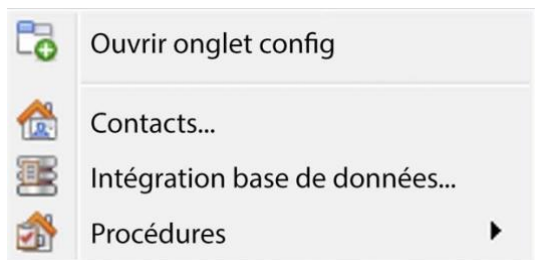 Ouvrir onglet config
Contacts...
Intégration base de données...
Procédures